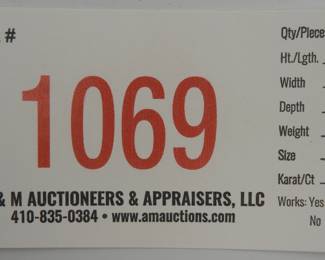 #
1069
& M AUCTIONEERS & APPRAISERS, LLC
410-835-0384 • www.amauctions.com
Qty/Piece
Ht./Lgth.
Width
Depth
Weight
Size
Karat/Ct
Works: Yes
No